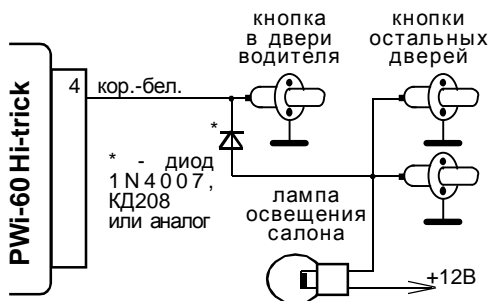 кнопка
в двери
водителя
кнопки
остальных
дверей
PWi-60 Hi-trick
4
кор.-бел.
*
* - диод
1N4007,
КД208
или аналог
лампа
освещения
салона
+12В